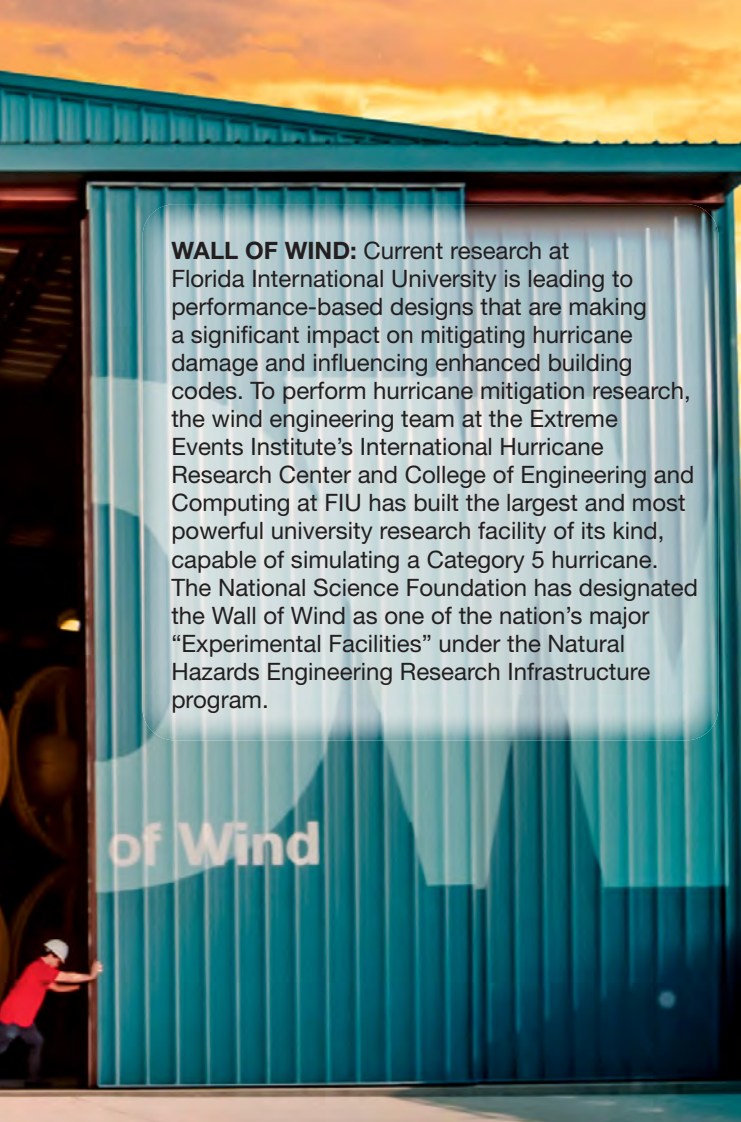 WALL OF WIND: Current research at
Florida International University is leading to
performance-based designs that are making
a significant impact on mitigating hurricane
damage and influencing enhanced building
codes. To perform hurricane mitigation research,
the wind engineering team at the Extreme
Events Institute’s International Hurricane
Research Center and College of Engineering and
Computing at FIU has built the largest and most
powerful university research facility of its kind,
capable of simulating a Category 5 hurricane.
The National Science Foundation has designated
the Wall of Wind as one of the nation’s major
“Experimental Facilities” under the Natural
Hazards Engineering Research Infrastructure
program.
of Wind